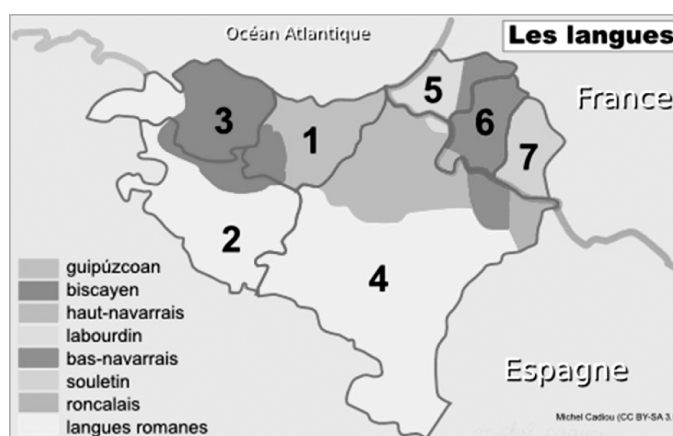 Océan Atlantique
Les langues
France
5
3
6
1
7
2
4
guipúzcoan
biscayen
haut-navarrais
labourdin
bas-navarrais
souletin
roncalais
langues romanes
Espagne
Michel Cadiou (CC BY-SA 3.